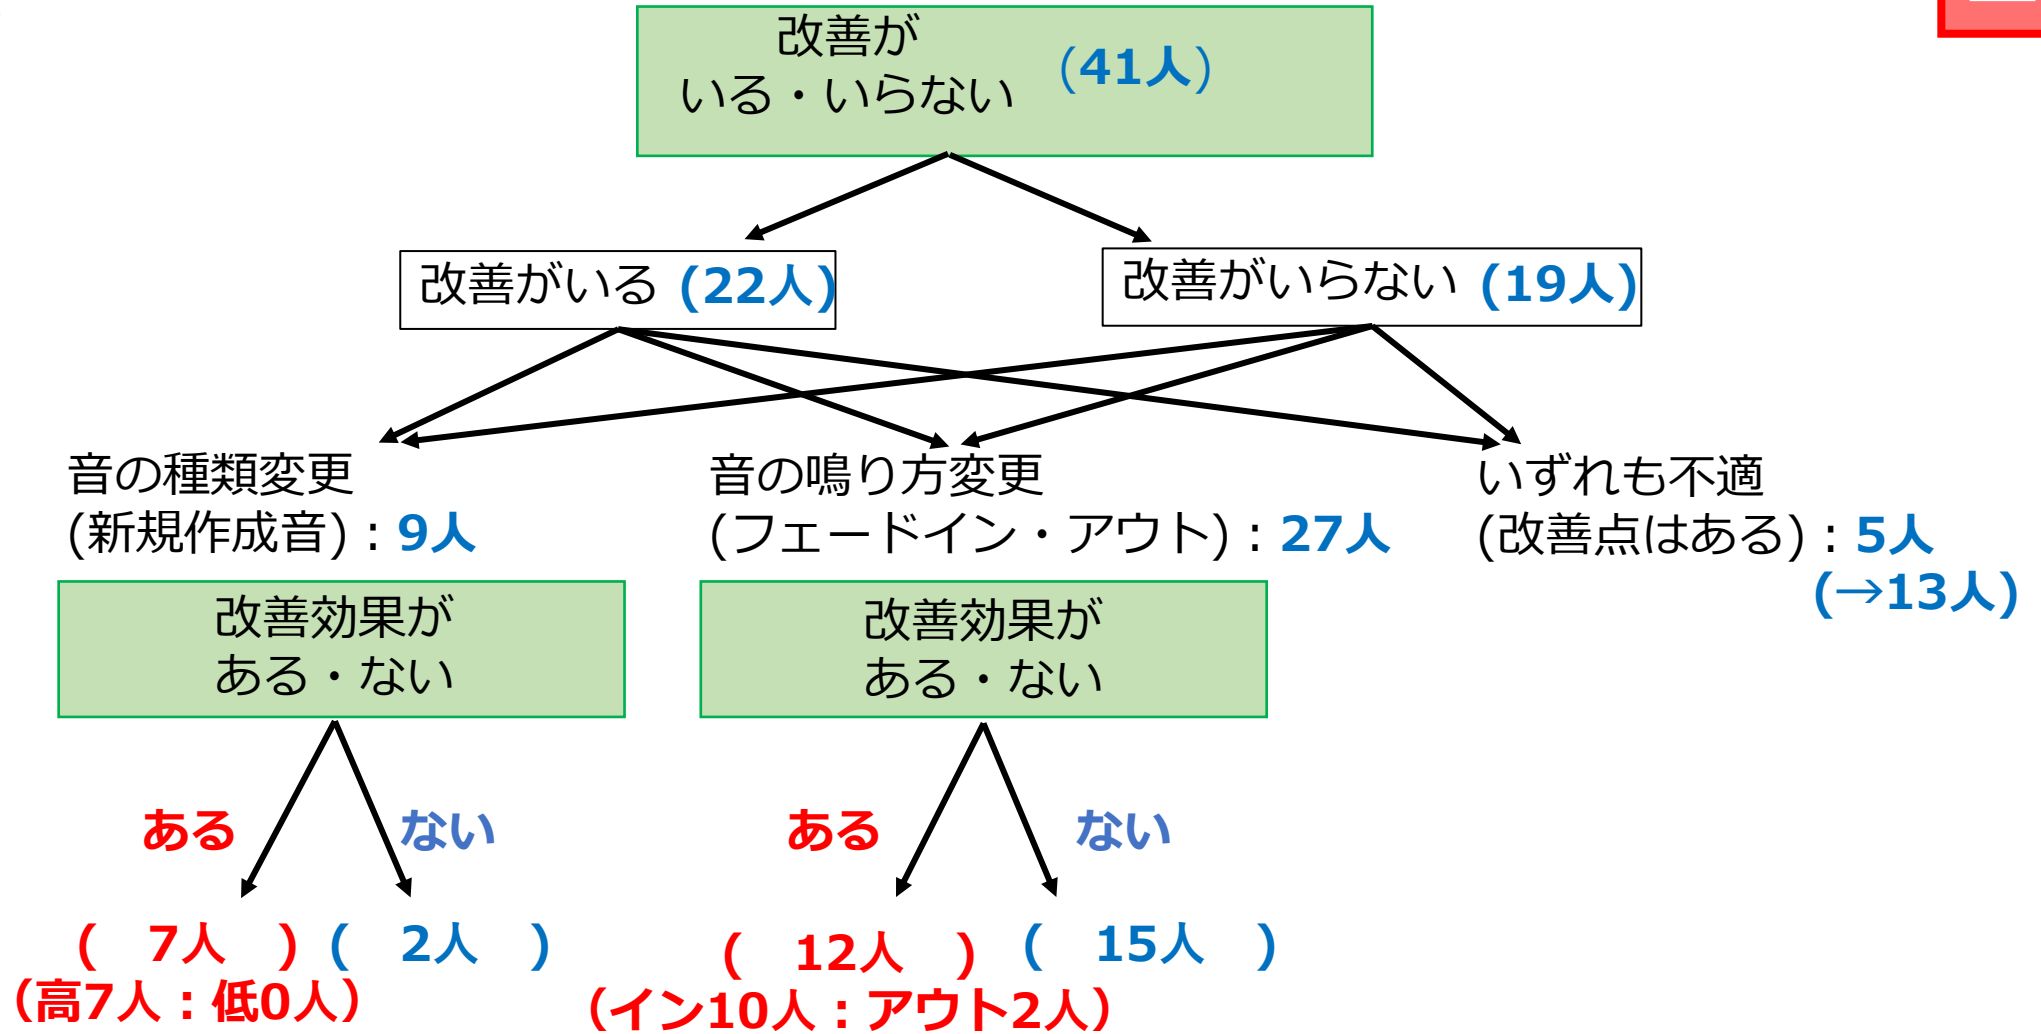 改善が
いる・いらない (41人)
改善がいる (22人)
改善がいらない (19人)
音の種類変更
(新規作成音)：9人
音の鳴り方変更
(フェードイン・アウト)：27人
いずれも不適
(改善点はある)：5人
(→13人)
改善効果が
ある・ない
改善効果が
ある・ない
ある ない
ある ない
( 7人 ) ( 2人 )
(高7人：低0人)
( 12人 ) ( 15人 )
(イン10人：アウト2人)